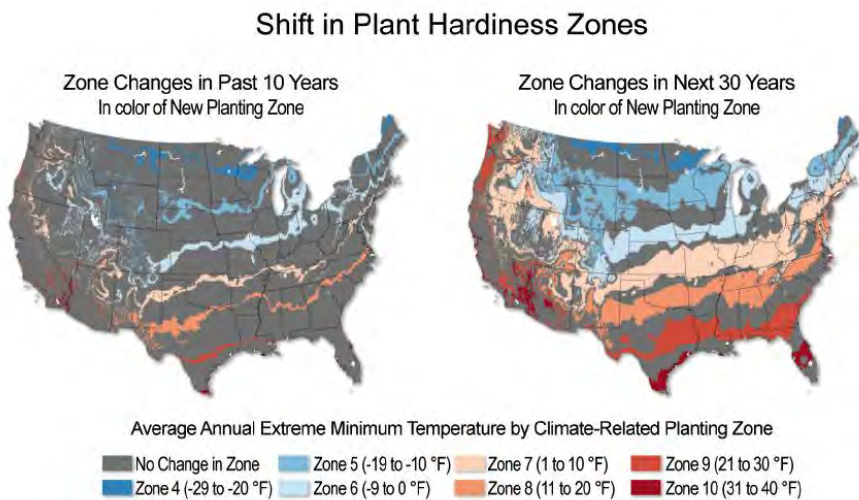 Shift in Plant Hardiness Zones
Zone Changes in Past 10 Years
In color of New Planting Zone
Zone Changes in Next 30 Years
In color of New Planting Zone
Average Annual Extreme Minimum Temperature by Climate-Related Planting Zone
No Change in Zone
Zone 5 (-19 to -10 °F)
Zone 7 (1 to 10 °F)
Zone 9 (21 to 30 °F)
Zone 4 (-29 to -20 °F)
Zone 6 (-9 to 0 °F)
Zone 8 (11 to 20 °F)
Zone 10 (31 to 40 °F)